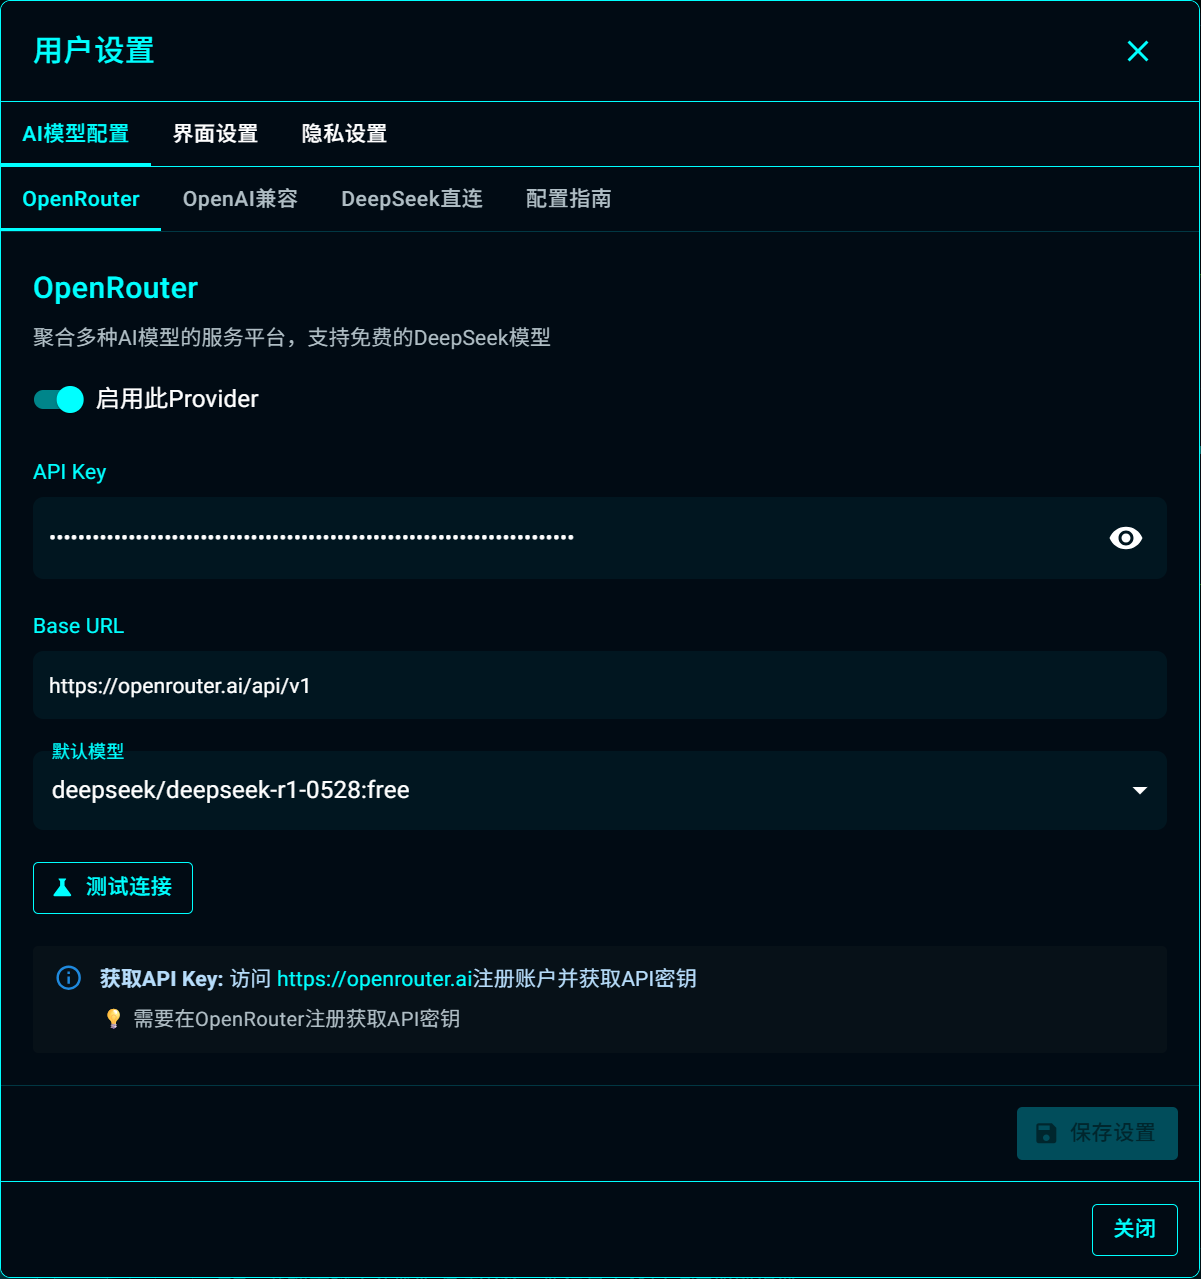 用户设置
AI模型配置 界面设置 隐私设置
OpenRouter OpenAI兼容 DeepSeek直连 配置指南
OpenRouter
聚合多种AI模型的服务平台，支持免费的DeepSeek模型
启用此Provider
API Key
Base URL
https://openrouter.ai/api/v1
默认模型
deepseek/deepseek-r1-0528:free
测试连接
获取API Key: 访问 https://openrouter.ai注册账户并获取API密钥
💡 需要在OpenRouter注册获取API密钥
保存设置
关闭